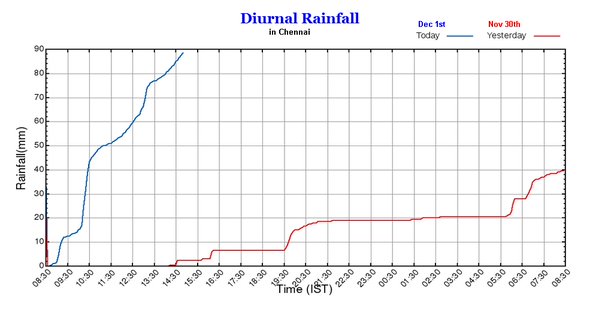 Diurnal Rainfall
in Chennai
Dec 1st
Nov 30th
Today
Yesterday
Rainfall(mm)
90
80
70
60
50
40
30
20
10
0
08:30 09:30 10:30 11:30 12:30 13:30 14:30 15:30 16:30 17:30 18:30 19:30 20:30 21:30 22:30 23:30 00:30 01:30 02:30 03:30 04:30 05:30 06:30 07:30 08:30
Time (IST)